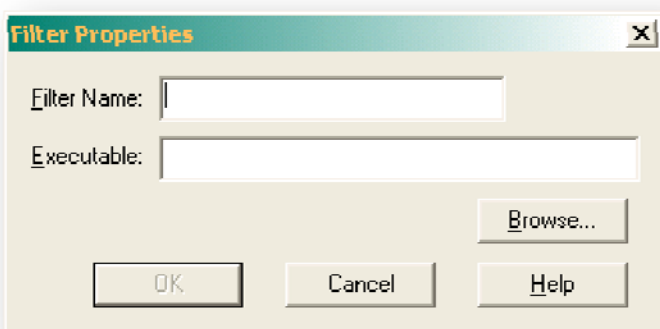 Filter Properties
Filter Name:
Executable:
Browse...
OK Cancel Help